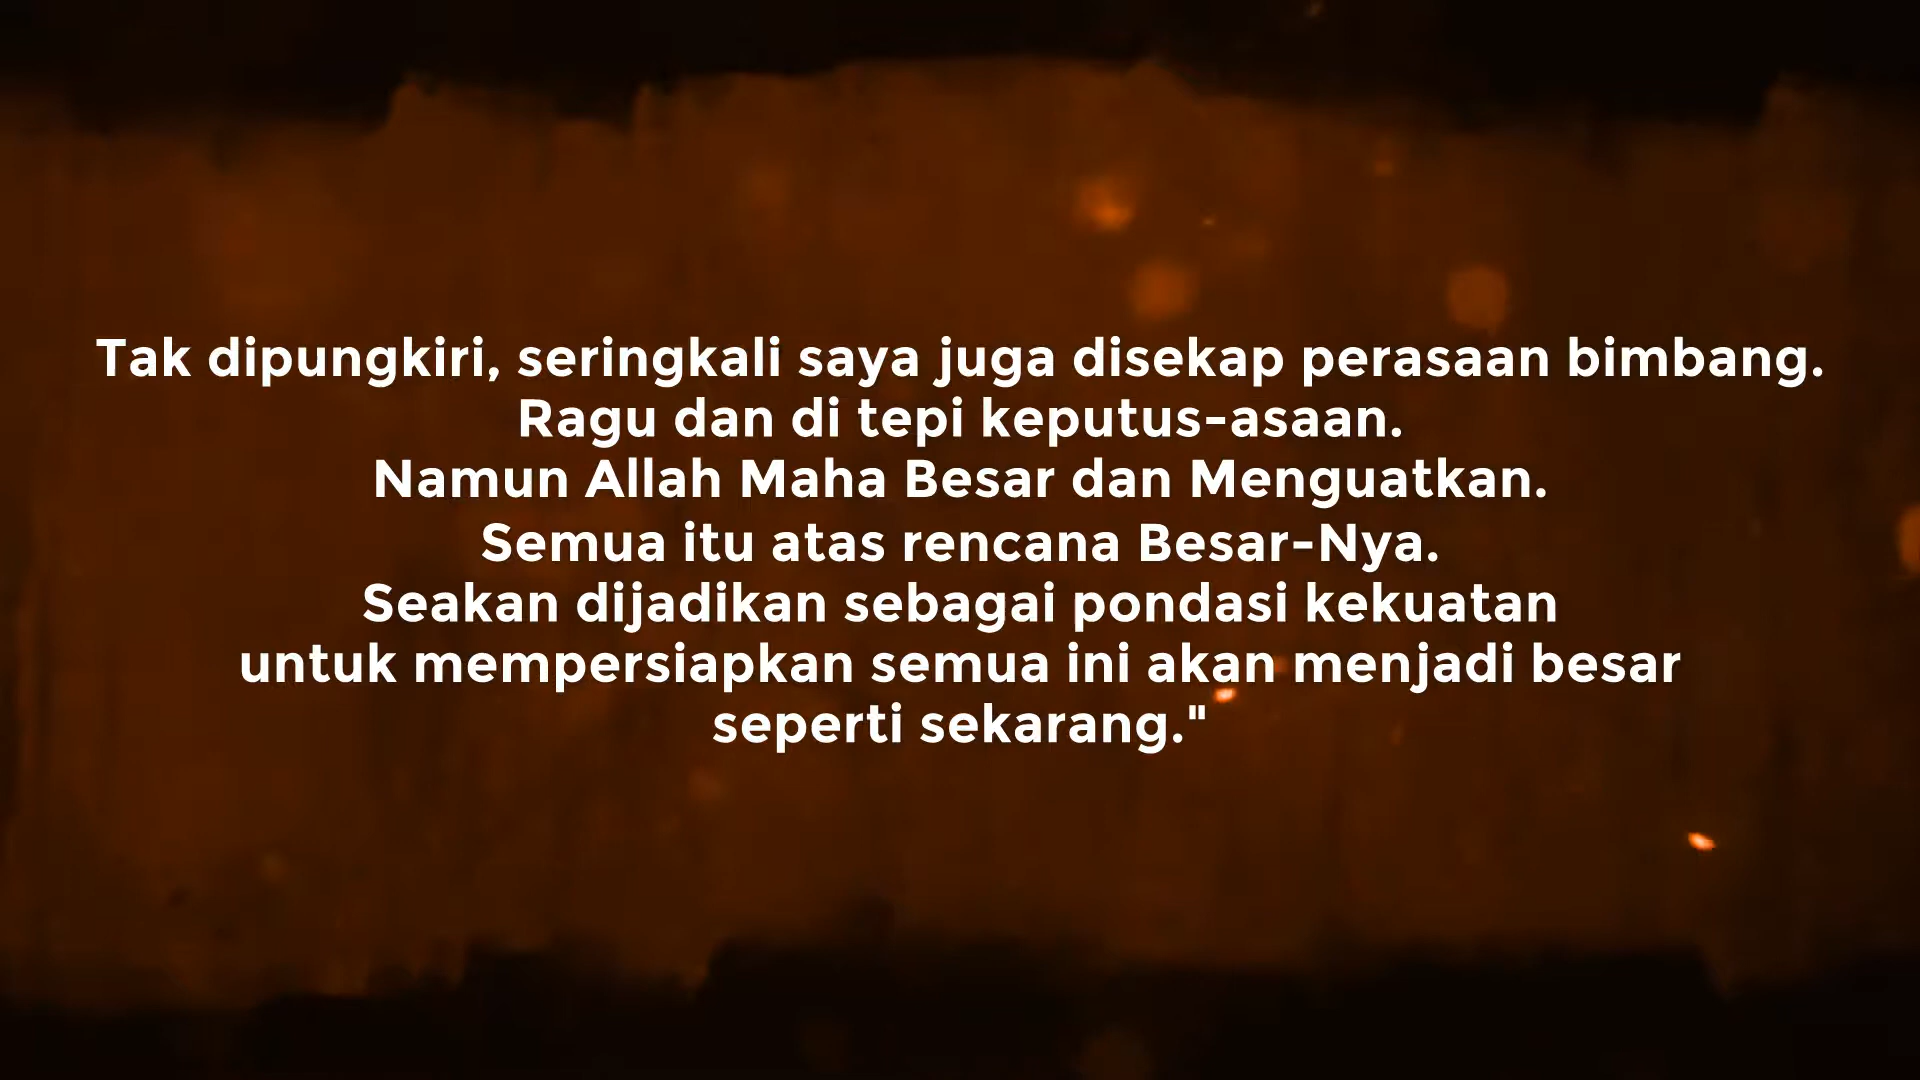 Tak dipungkiri, seringkali saya juga disekap perasaan bimbang.
Ragu dan di tepi keputus-asaan.
Namun Allah Maha Besar dan Menguatkan.
Semua itu atas rencana Besar-Nya.
Seakan dijadikan sebagai pondasi kekuatan
untuk mempersiapkan semua ini akan menjadi besar
seperti sekarang."